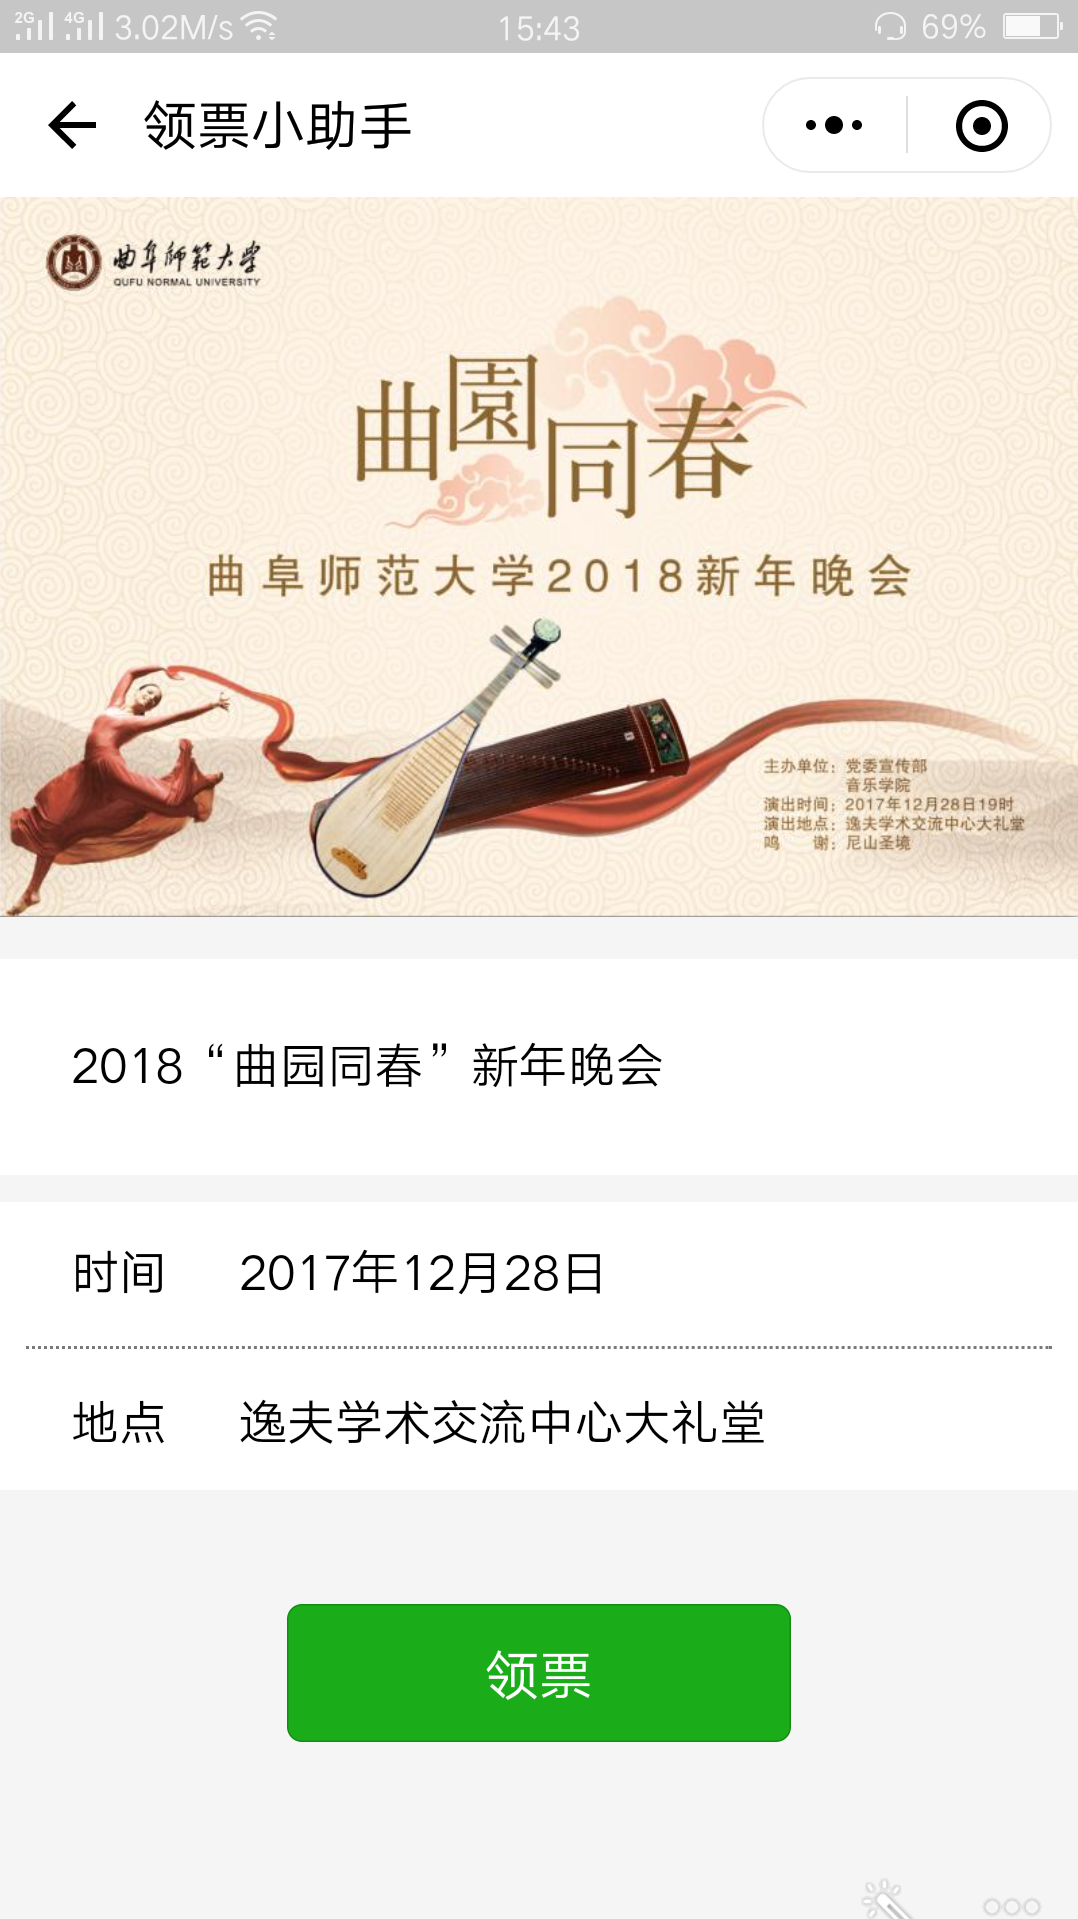 2G 4G 3.02M/s 15:43 69%
领票小助手
曲阜师范大学
QUFU NORMAL UNIVERSITY
曲園同春
曲阜师范大学2018新年晚会
主办单位：党委宣传部
音乐学院
演出时间：2017年12月28日19时
演出地点：逸夫学术交流中心大礼堂
鸣　　谢：尼山圣境
2018“曲园同春”新年晚会
时间 2017年12月28日
地点 逸夫学术交流中心大礼堂
领票